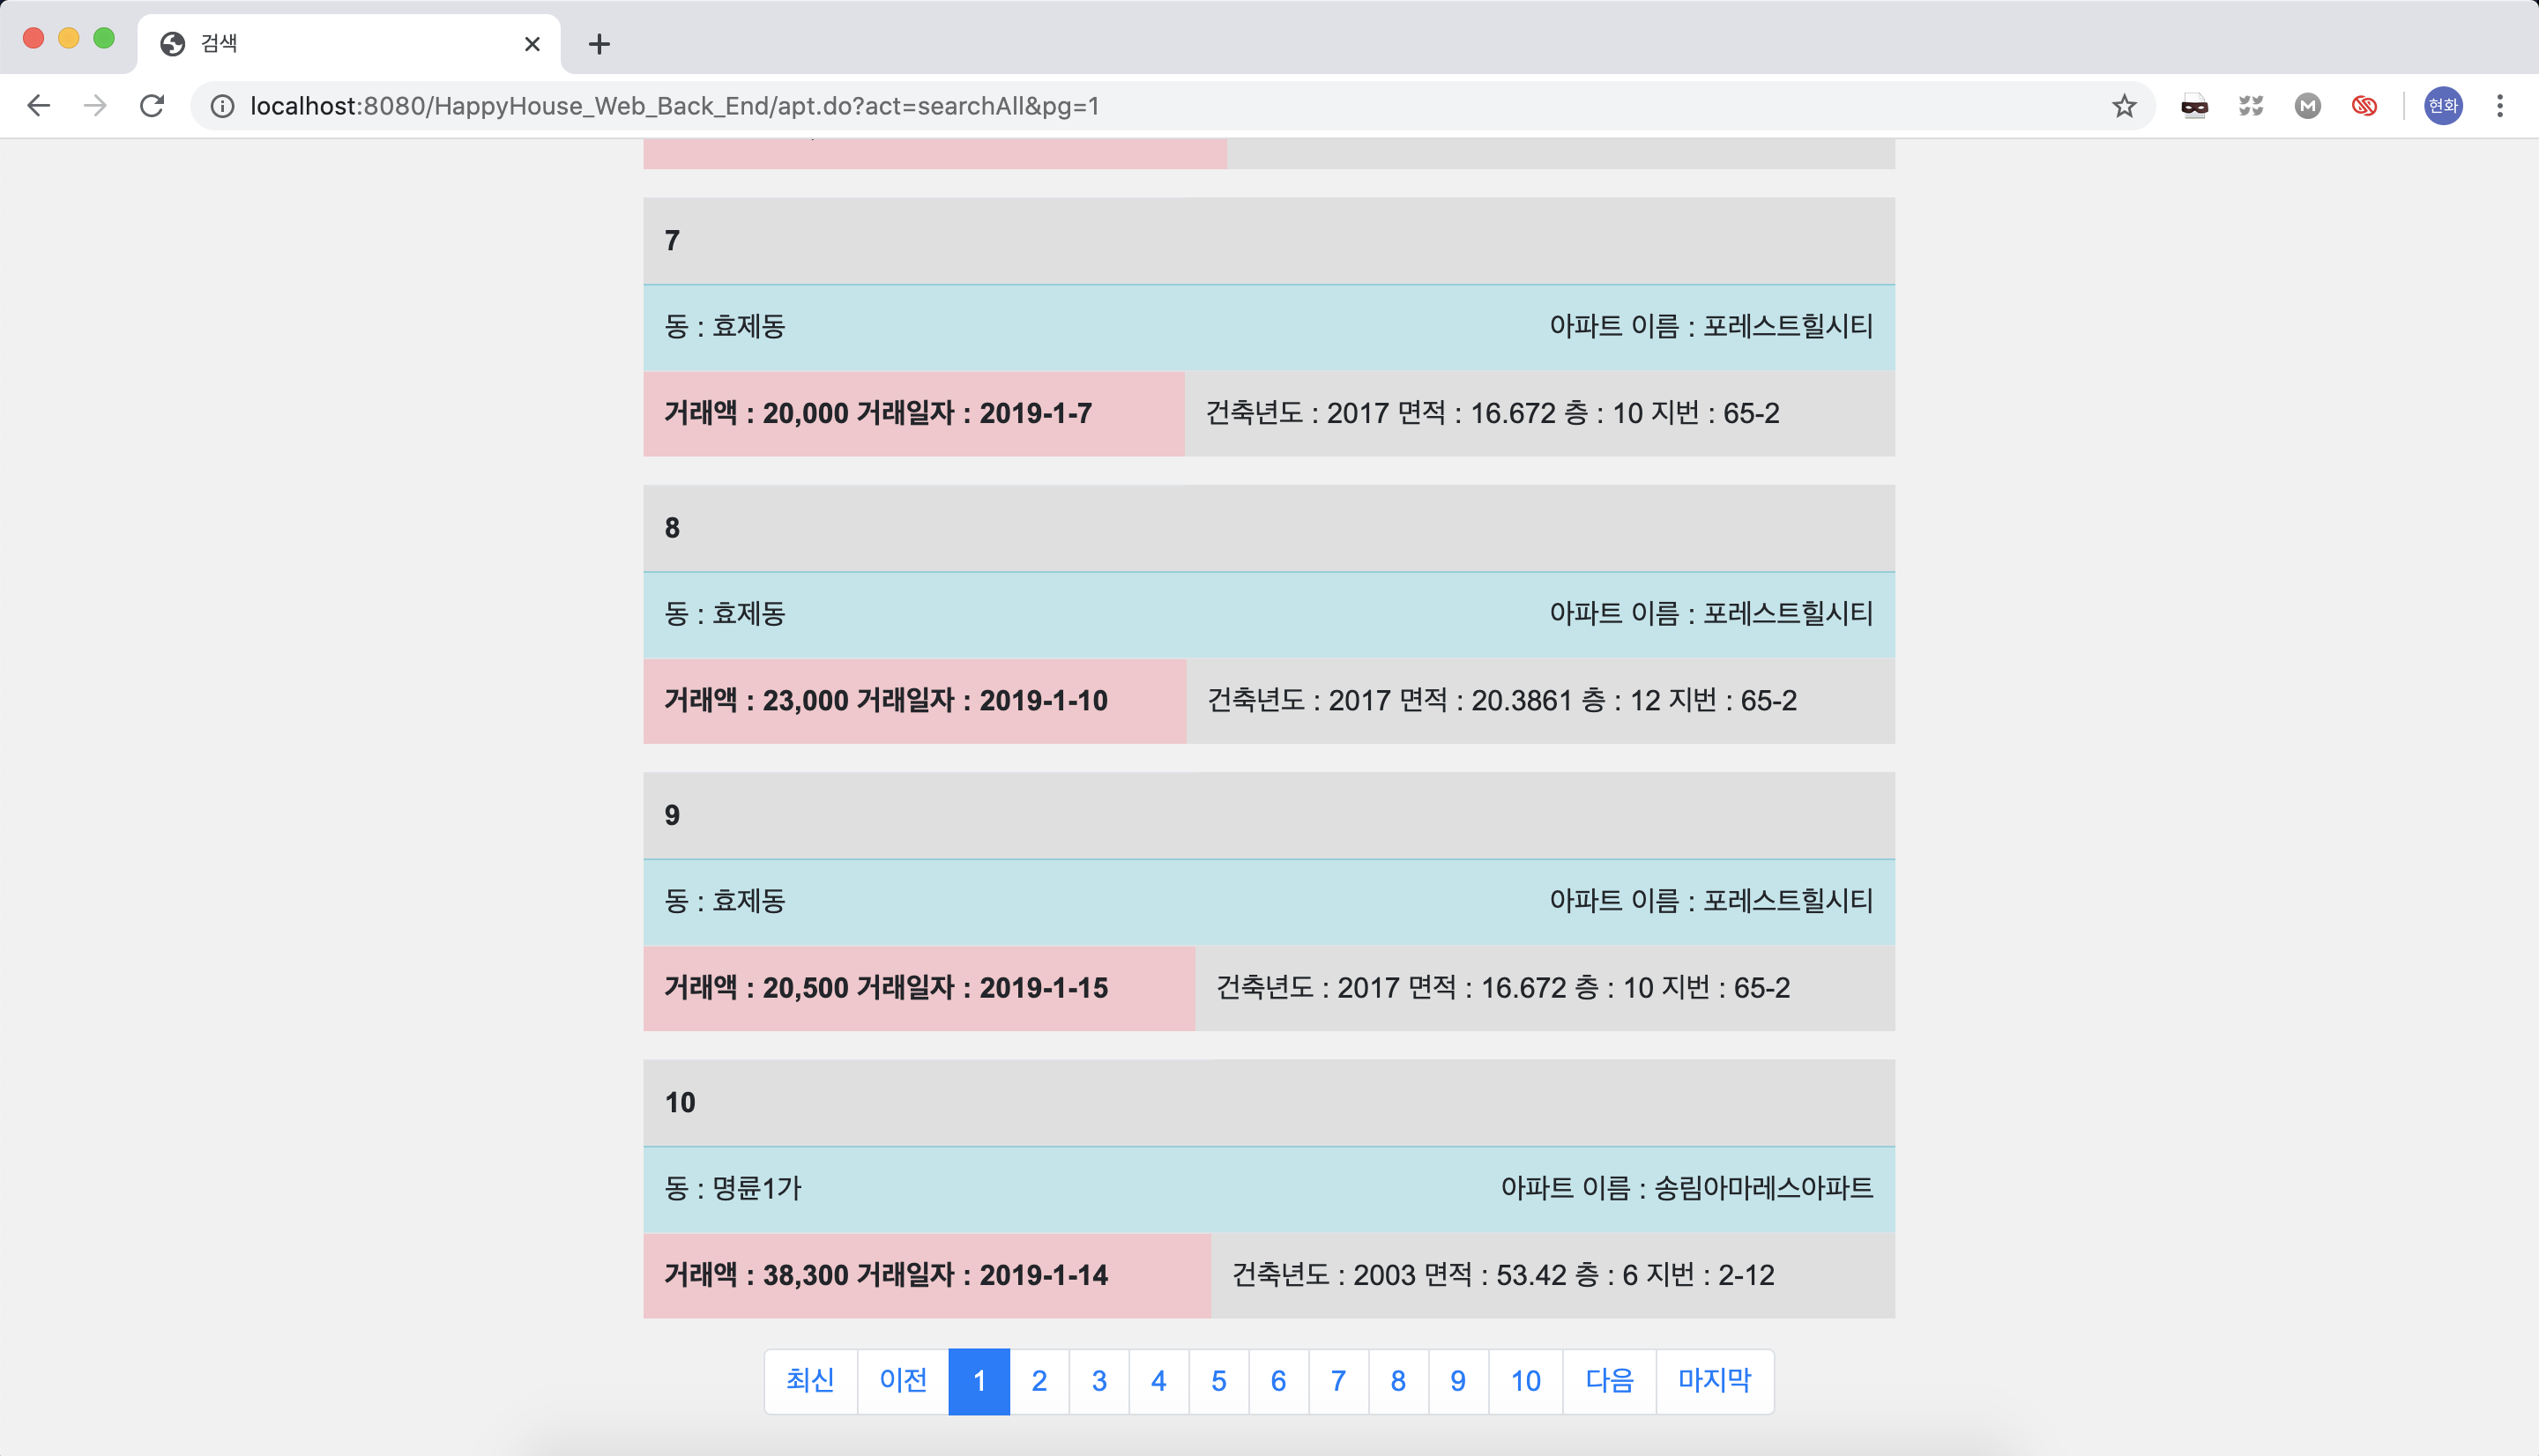 검색
localhost:8080/HappyHouse_Web_Back_End/apt.do?act=searchAll&pg=1
현화
7
동 : 효제동 아파트 이름 : 포레스트힐시티
거래액 : 20,000 거래일자 : 2019-1-7 건축년도 : 2017 면적 : 16.672 층 : 10 지번 : 65-2
8
동 : 효제동 아파트 이름 : 포레스트힐시티
거래액 : 23,000 거래일자 : 2019-1-10 건축년도 : 2017 면적 : 20.3861 층 : 12 지번 : 65-2
9
동 : 효제동 아파트 이름 : 포레스트힐시티
거래액 : 20,500 거래일자 : 2019-1-15 건축년도 : 2017 면적 : 16.672 층 : 10 지번 : 65-2
10
동 : 명륜1가 아파트 이름 : 송림아마레스아파트
거래액 : 38,300 거래일자 : 2019-1-14 건축년도 : 2003 면적 : 53.42 층 : 6 지번 : 2-12
최신 이전 1 2 3 4 5 6 7 8 9 10 다음 마지막